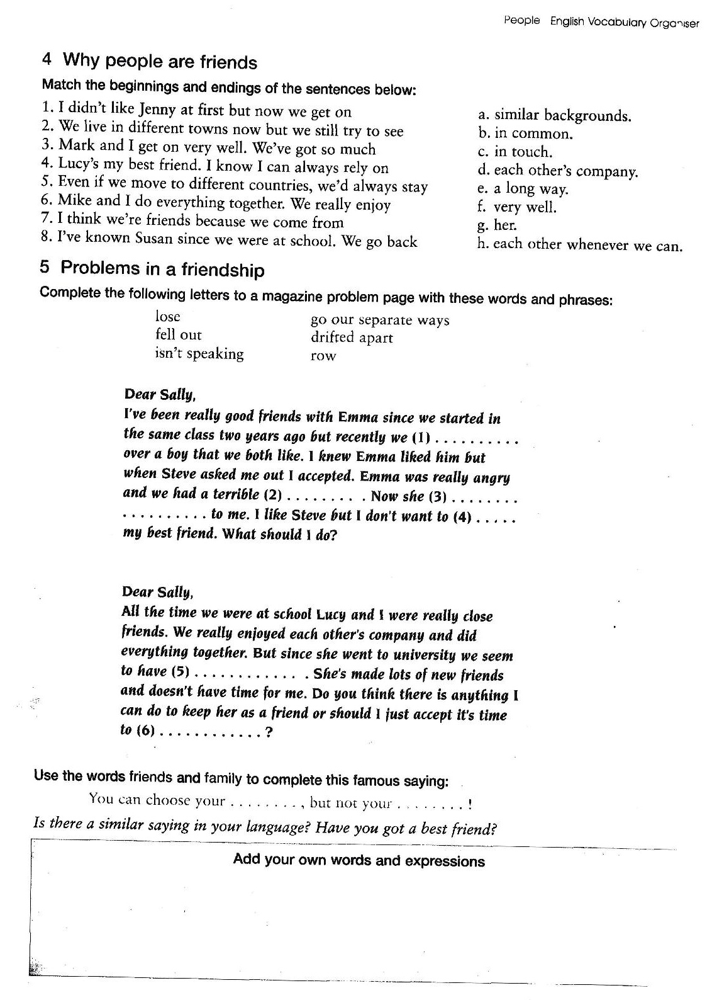 People English Vocabulary Organiser
4 Why people are friends
Match the beginnings and endings of the sentences below:
1. I didn't like Jenny at first but now we get on
2. We live in different towns now but we still try to see
3. Mark and I get on very well. We've got so much
4. Lucy's my best friend. I know I can always rely on
5. Even if we move to different countries, we'd always stay
6. Mike and I do everything together. We really enjoy
7. I think we're friends because we come from
8. I've known Susan since we were at school. We go back
a. similar backgrounds.
b. in common.
c. in touch.
d. each other's company.
e. a long way.
f. very well.
g. her.
h. each other whenever we can.
5 Problems in a friendship
Complete the following letters to a magazine problem page with these words and phrases:
lose
fell out
isn't speaking
go our separate ways
drifted apart
row
Dear Sally,
I've been really good friends with Emma since we started in
the same class two years ago but recently we (1) . . . . . . . . . .
over a boy that we both like. I knew Emma liked him but
when Steve asked me out I accepted. Emma was really angry
and we had a terrible (2) . . . . . . . . . Now she (3) . . . . . . . .
. . . . . . . . . . to me. I like Steve but I don't want to (4) . . . . .
my best friend. What should I do?
Dear Sally,
All the time we were at school Lucy and I were really close
friends. We really enjoyed each other's company and did
everything together. But since she went to university we seem
to have (5) . . . . . . . . . . . . . She's made lots of new friends
and doesn't have time for me. Do you think there is anything I
can do to keep her as a friend or should I just accept it's time
to (6) . . . . . . . . . . . . ?
Use the words friends and family to complete this famous saying:
You can choose your . . . . . . . . , but not your . . . . . . . . !
Is there a similar saying in your language? Have you got a best friend?
Add your own words and expressions